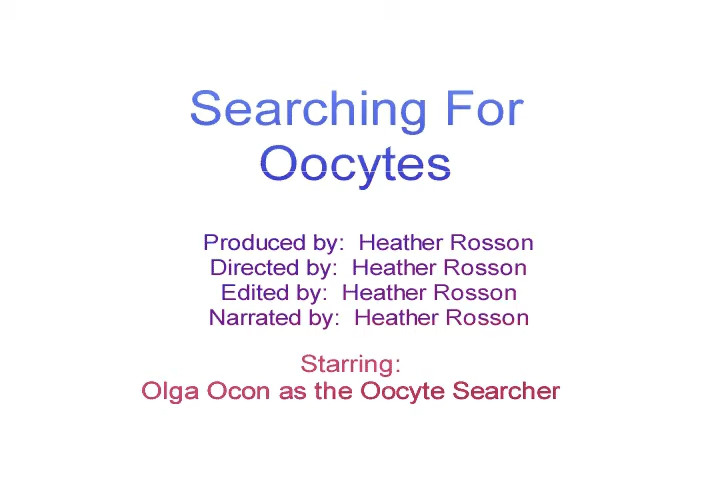 Searching For
Oocytes
Produced by:  Heather Rosson
Directed by:  Heather Rosson
Edited by:  Heather Rosson
Narrated by:  Heather Rosson
Starring:
Olga Ocon as the Oocyte Searcher